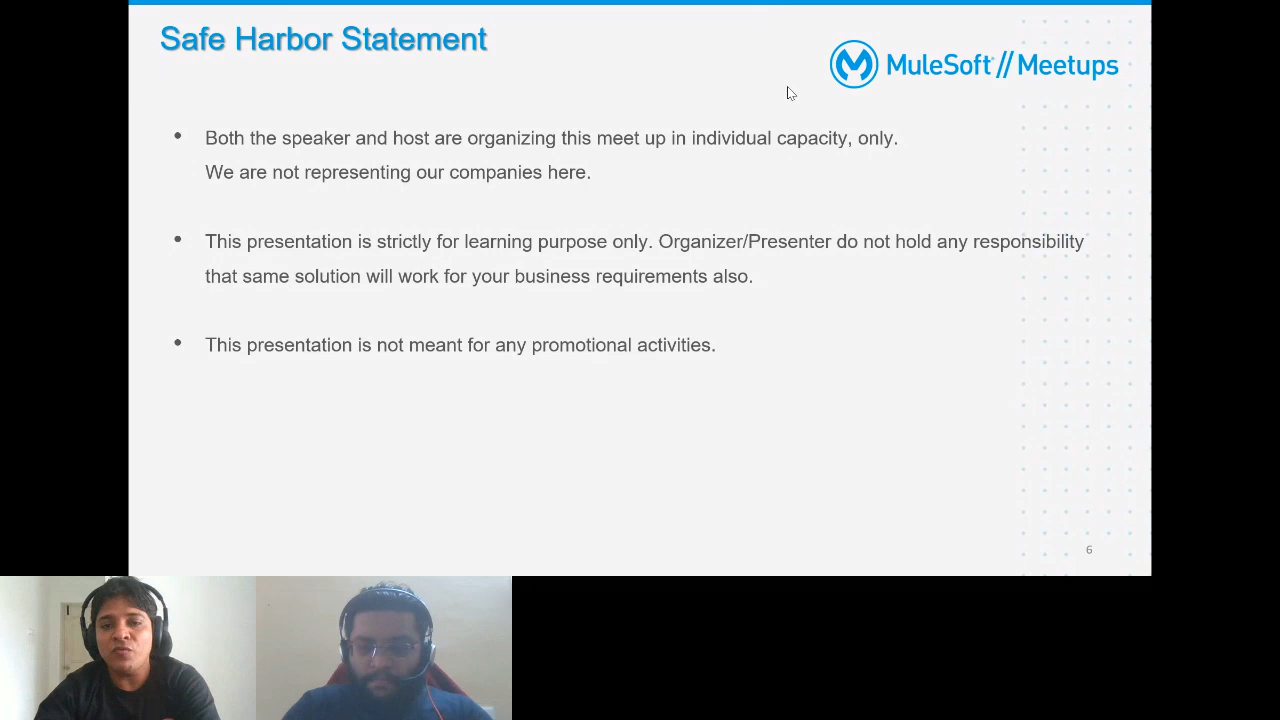 Safe Harbor Statement
MuleSoft // Meetups
• Both the speaker and host are organizing this meet up in individual capacity, only.
We are not representing our companies here.
• This presentation is strictly for learning purpose only. Organizer/Presenter do not hold any responsibility
that same solution will work for your business requirements also.
• This presentation is not meant for any promotional activities.
6